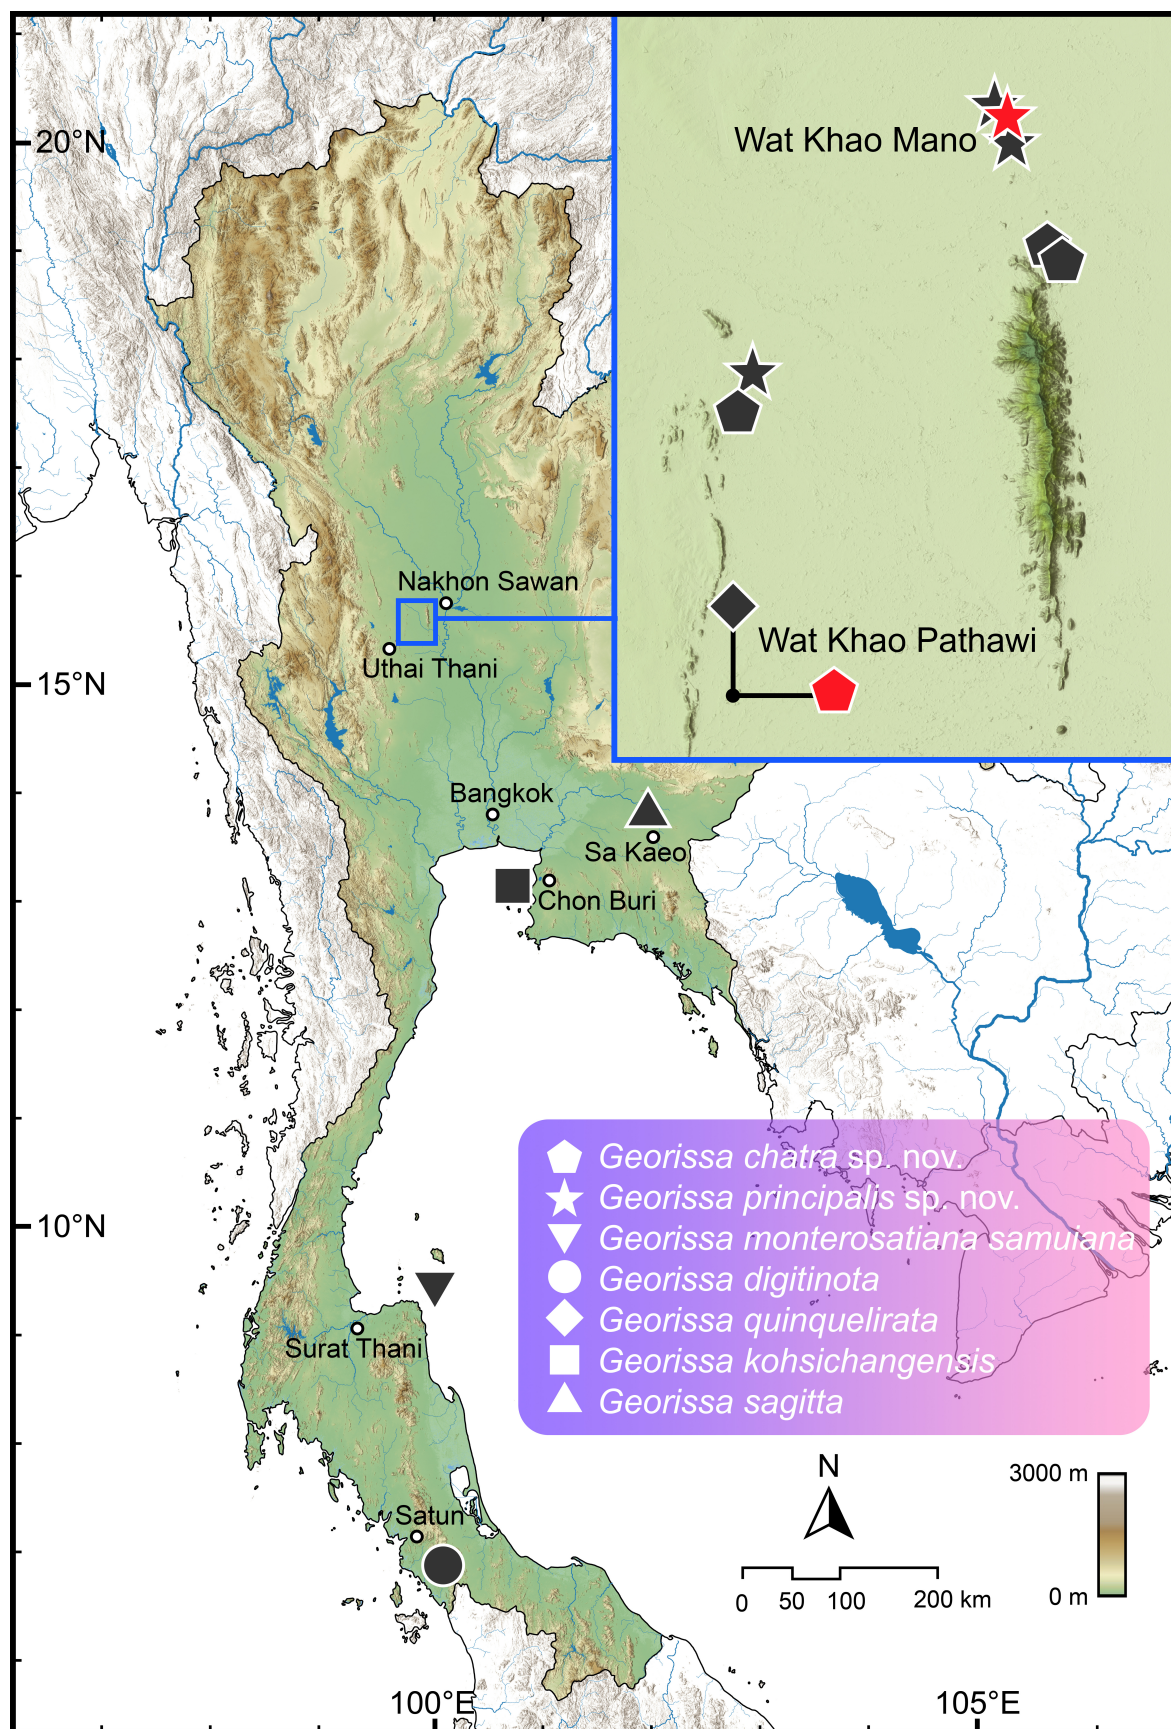 20°N
Wat Khao Mano
Nakhon Sawan
Wat Khao Pathawi
Uthai Thani
15°N
Bangkok
Sa Kaeo
Chon Buri
Georissa chatra sp. nov.
Georissa principalis sp. nov.
10°N
Georissa monterosatiana samuiana
Georissa digitinota
Georissa quinquelirata
Surat Thani
Georissa kohsichangensis
Georissa sagitta
N
3000 m
Satun
0 m
0 50 100 200 km
100°E
105°E